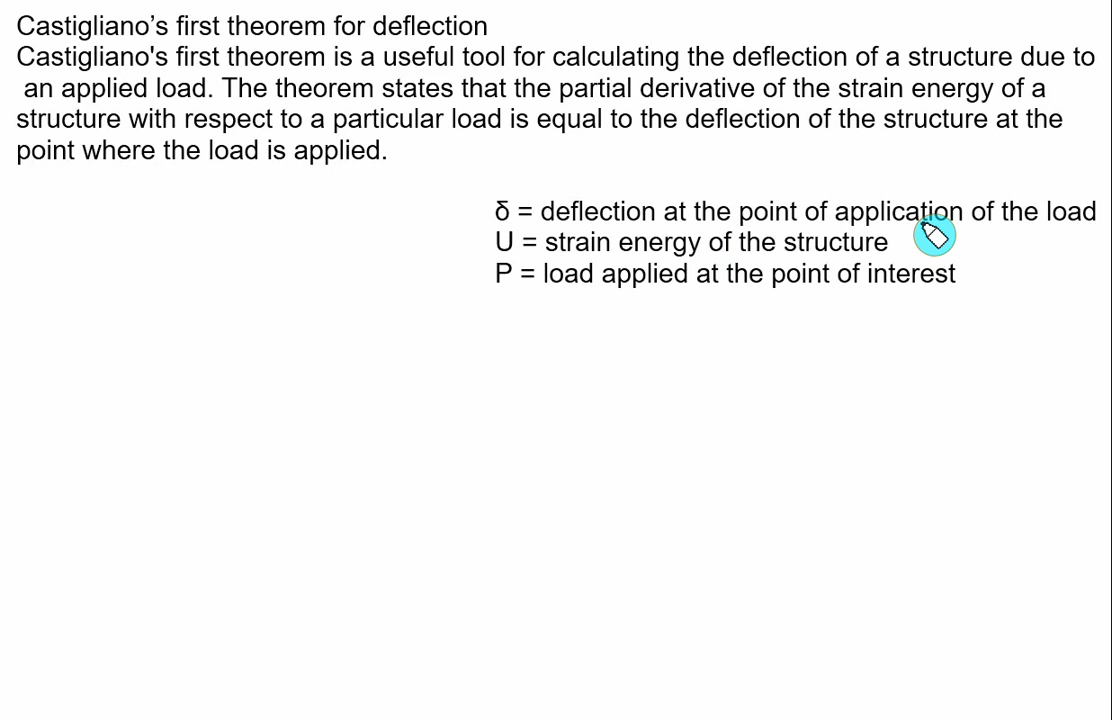 Castigliano’s first theorem for deflection
Castigliano's first theorem is a useful tool for calculating the deflection of a structure due to
an applied load. The theorem states that the partial derivative of the strain energy of a
structure with respect to a particular load is equal to the deflection of the structure at the
point where the load is applied.
δ = deflection at the point of application of the load
U = strain energy of the structure
P = load applied at the point of interest